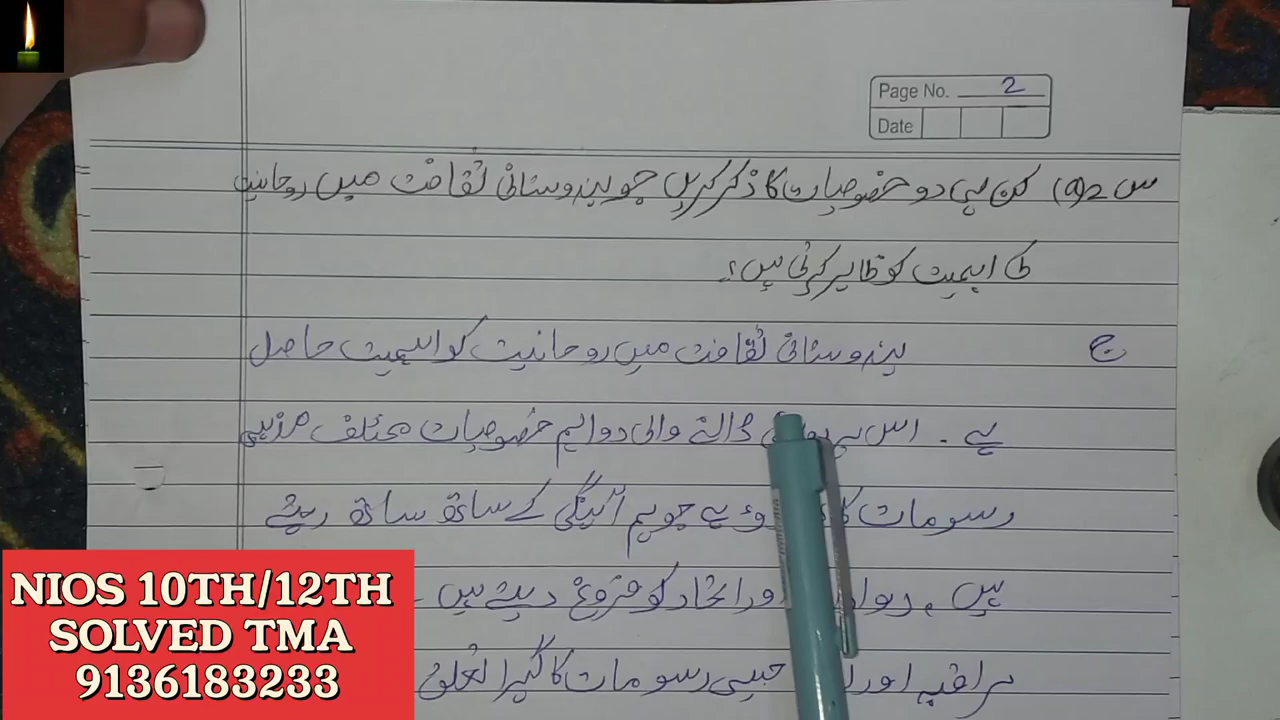 Page No. 2
Date
س 2(a) کن ہی دو خصوصیات کا ذکر کریں جو ہندوستانی ثقافت میں روحانیت
کی اہمیت کو ظاہر کرتی ہیں؟
ج ہندوستانی ثقافت میں روحانیت کو اہمیت حاصل
ہے ۔ اس پر ڈالنے والی دو اہم خصوصیات مختلف مذہبی
رسومات کا ہے جو ہم آہنگی کے ساتھ ساتھ رہتے
ہیں ، اور اتحاد کو فروغ دیتے ہیں ۔
مراقبہ اور جیسی رسومات کا گہرا تعلق
NIOS 10TH/12TH
SOLVED TMA
9136183233